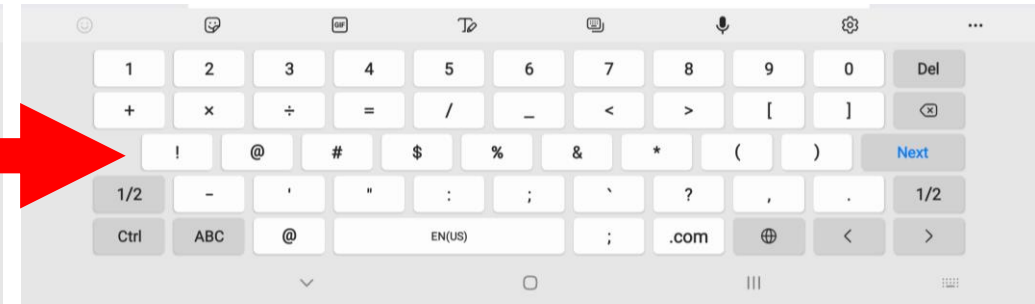 GIF
1 2 3 4 5 6 7 8 9 0 Del
+ × ÷ = / _ < > [ ]
! @ # $ % & * ( ) Next
1/2 - ' " : ; ` ? , . 1/2
Ctrl ABC @ EN(US) ; .com < >